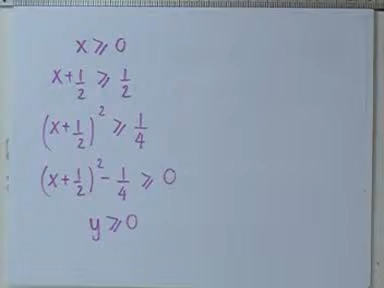 x ⩾ 0
x + 1/2 ⩾ 1/2
(x + 1/2)² ⩾ 1/4
(x + 1/2)² - 1/4 ⩾ 0
y ⩾ 0